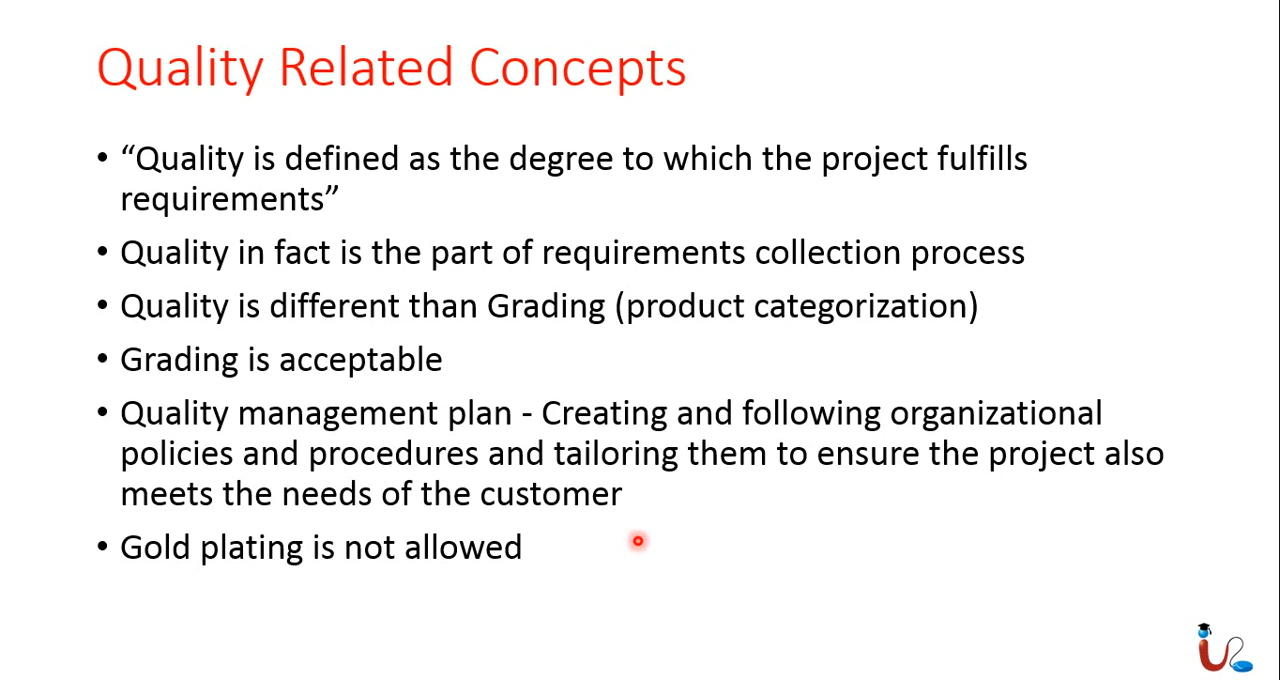 Quality Related Concepts
• “Quality is defined as the degree to which the project fulfills
requirements”
• Quality in fact is the part of requirements collection process
• Quality is different than Grading (product categorization)
• Grading is acceptable
• Quality management plan - Creating and following organizational
policies and procedures and tailoring them to ensure the project also
meets the needs of the customer
• Gold plating is not allowed